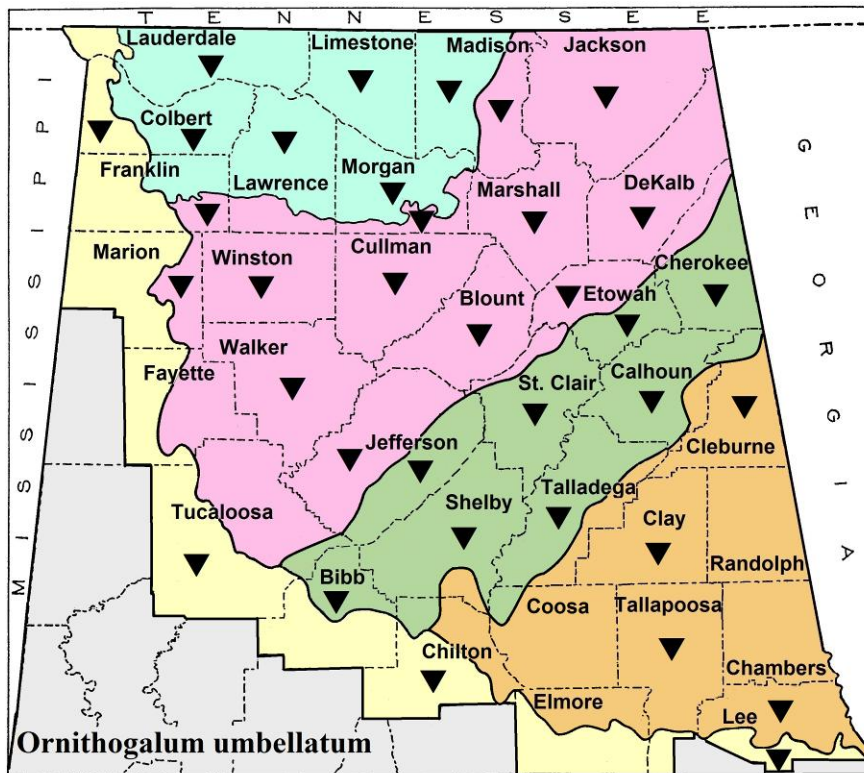 TENNESSEE
Lauderdale
Limestone
Madison
Jackson
Colbert
Franklin
Lawrence
Morgan
Marshall
DeKalb
Marion
Winston
Cullman
Cherokee
Blount
Etowah
Walker
Fayette
St. Clair
Calhoun
Jefferson
Cleburne
Tucaloosa
Shelby
Talladega
Clay
Randolph
Bibb
Coosa
Tallapoosa
Chilton
Chambers
Elmore
Lee
MISSISSIPPI
GEORGIA
Ornithogalum umbellatum